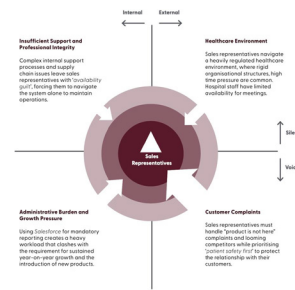 Internal
External
Insufficient Support and
Professional Integrity
Complex internal support
processes and supply
chain issues leave sales
representatives with 'availability
guilt', forcing them to navigate
the system alone to maintain
operations.
Healthcare Environment
Sales representatives navigate
a heavily regulated healthcare
environment, where rigid
organisational structures, high
time pressure are common.
Hospital staff have limited
availability for meetings.
Sales
Representatives
Administrative Burden and
Growth Pressure
Using Salesforce for mandatory
reporting creates a heavy
workload that clashes with
the requirement for sustained
year-on-year growth and the
introduction of new products.
Customer Complaints
Sales representatives must
handle "product is not here"
complaints and looming
competitors while prioritising
'patient safety first' to protect
the relationship with their
customers.